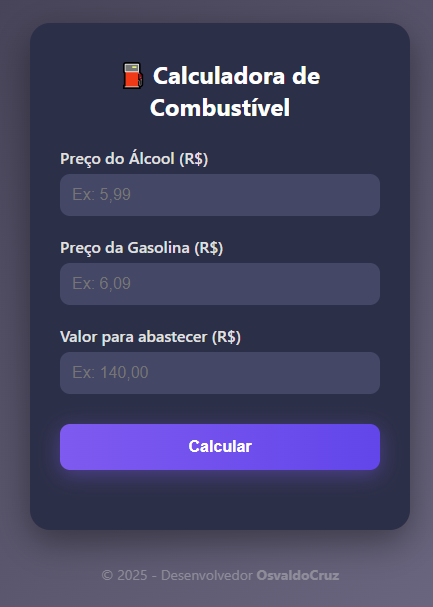 Calculadora de
Combustível
Preço do Álcool (R$)
Ex: 5,99
Preço da Gasolina (R$)
Ex: 6,09
Valor para abastecer (R$)
Ex: 140,00
Calcular
© 2025 - Desenvolvedor OsvaldoCruz